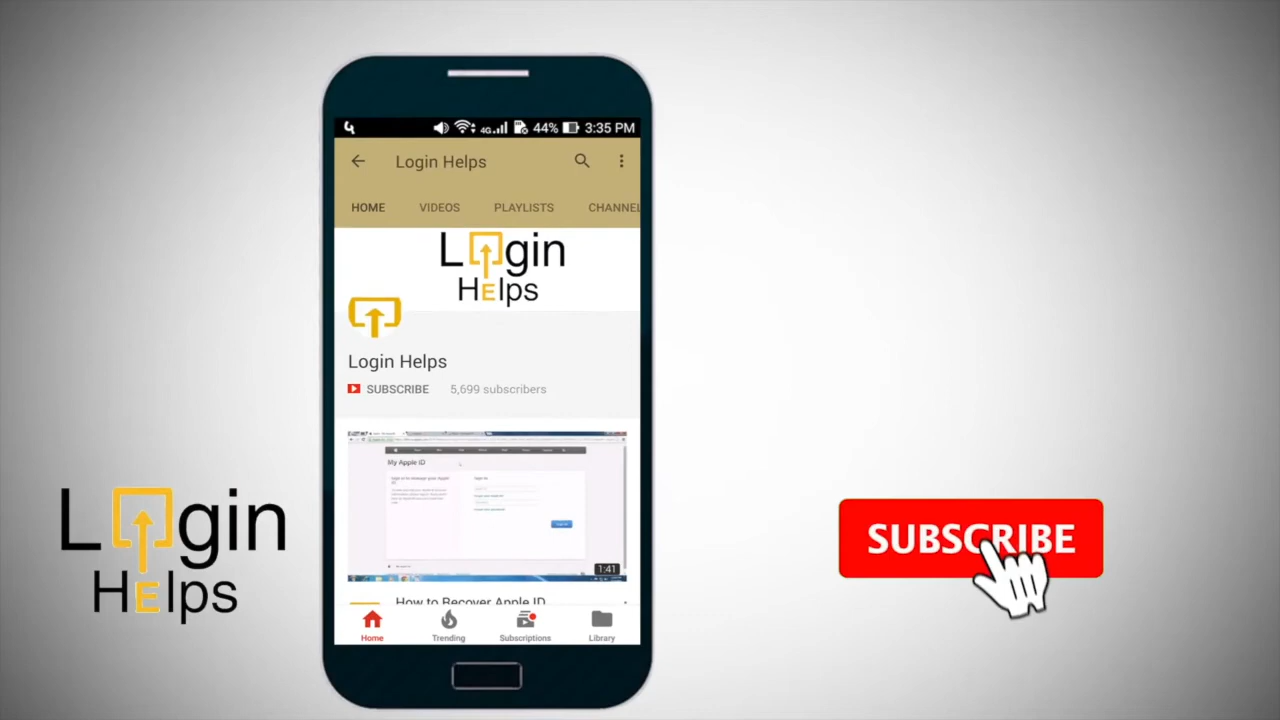 4G 44% 3:35 PM
Login Helps
HOME VIDEOS PLAYLISTS CHANNEL
Login
Helps
Login Helps
SUBSCRIBE 5,699 subscribers
My Apple ID
1:41
How to Recover Apple ID
Home Trending Subscriptions Library
Login
Helps
SUBSCRIBE